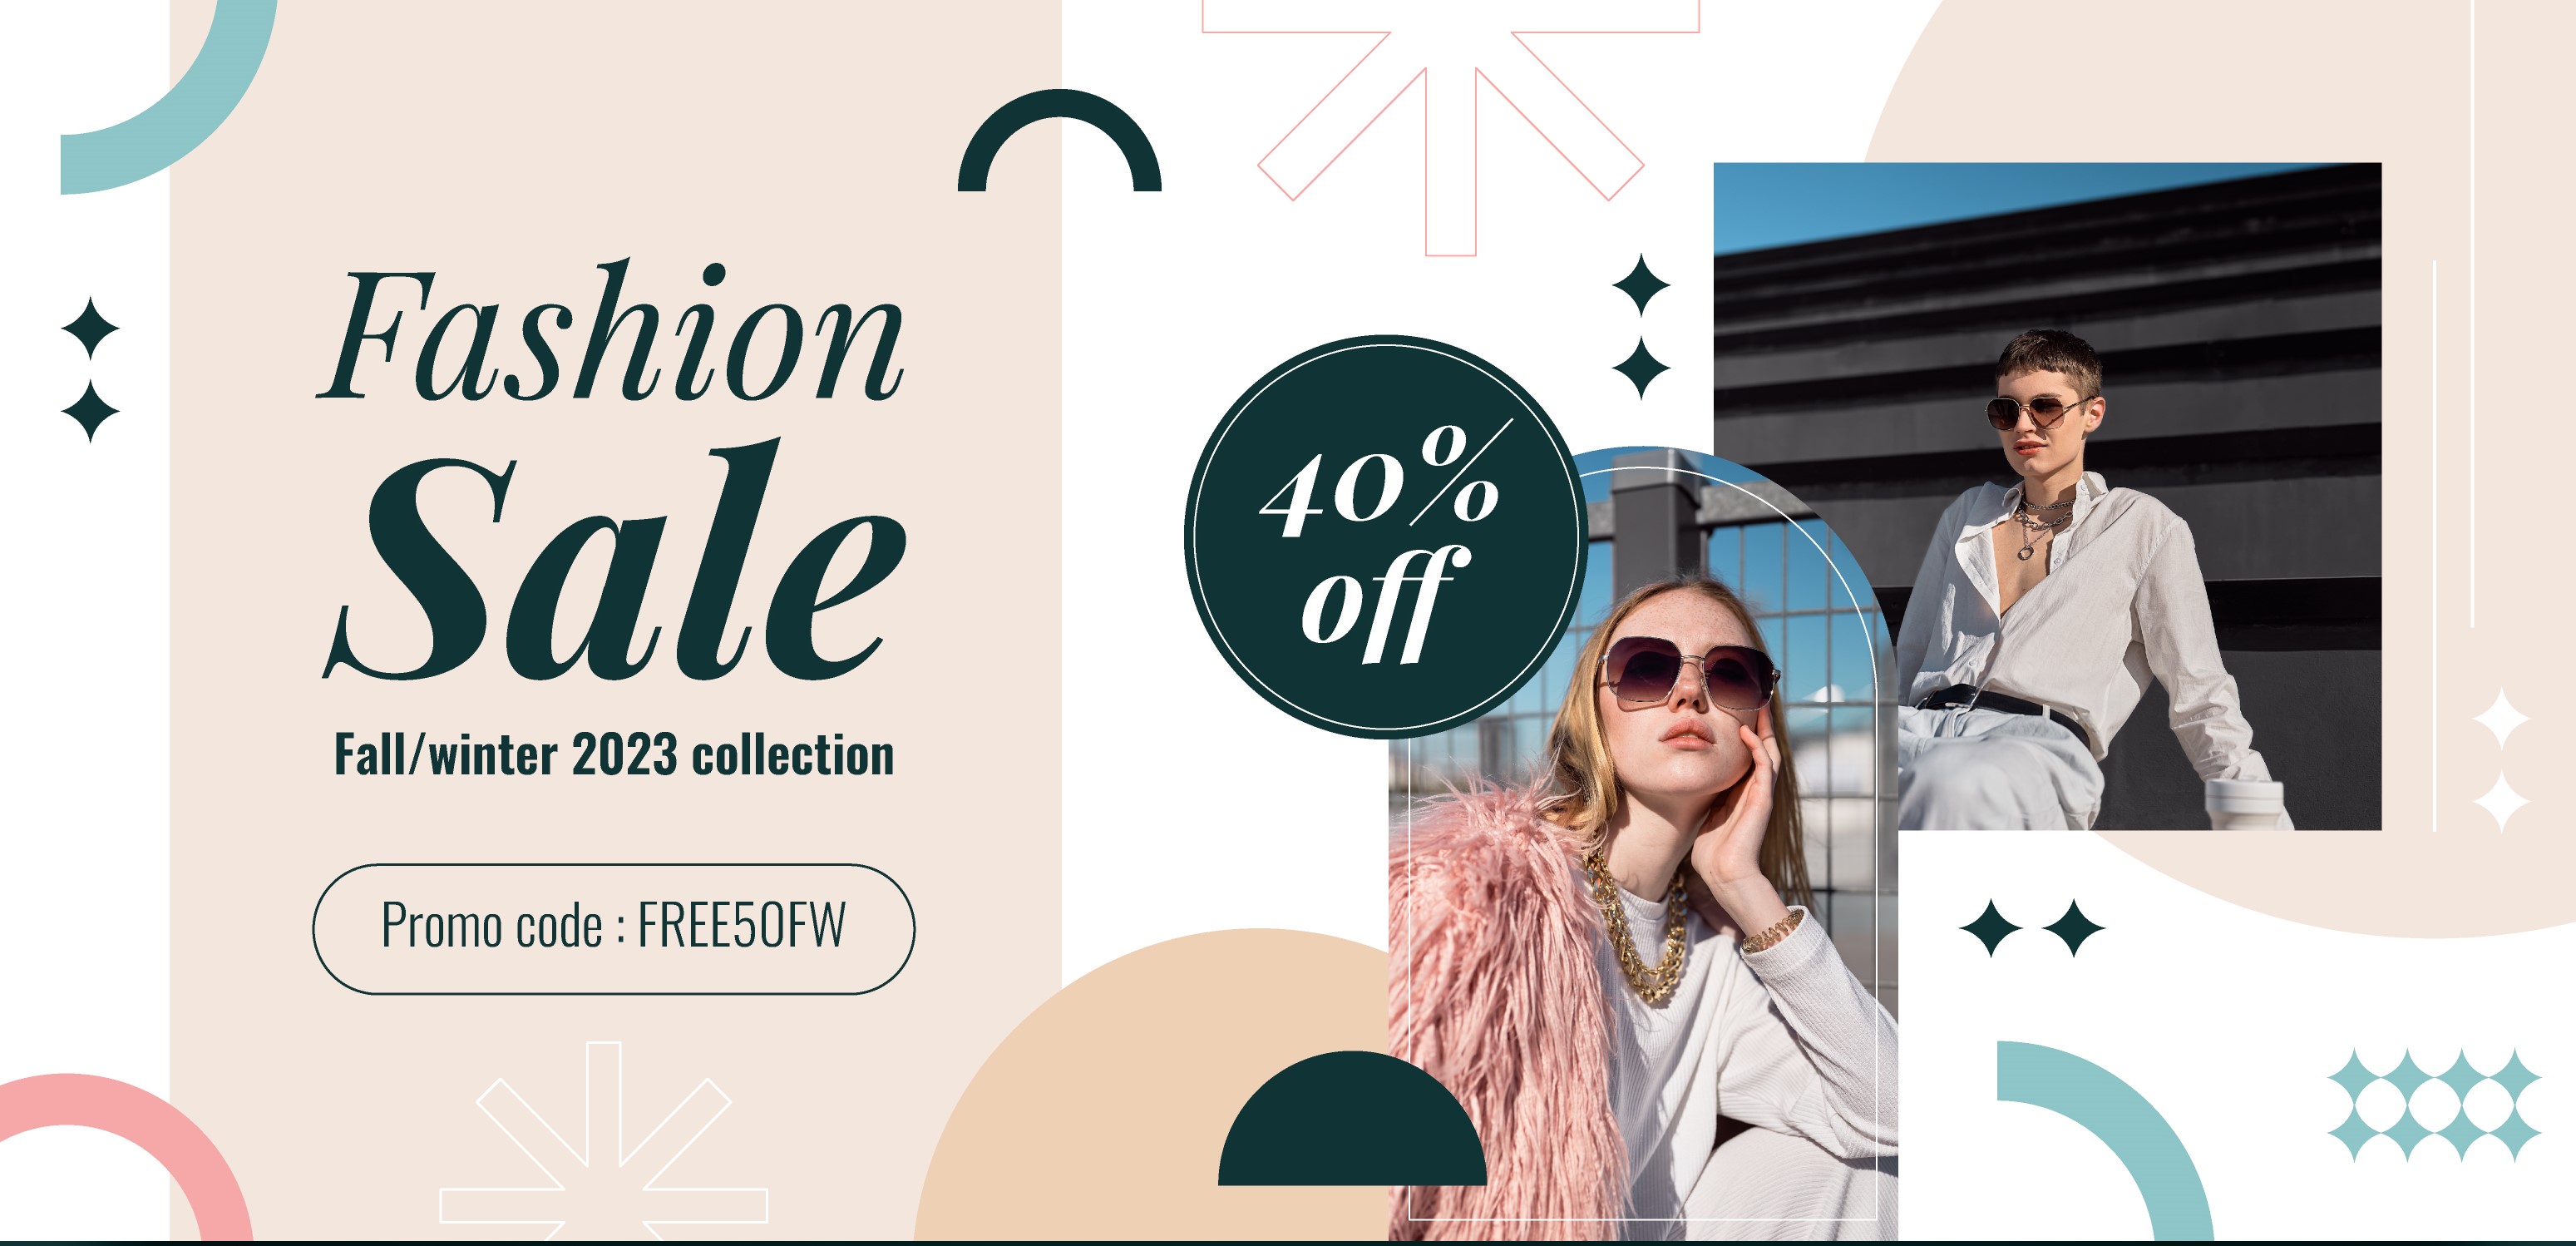 Fashion
Sale
Fall/winter 2023 collection
Promo code : FREE50FW
40%
off